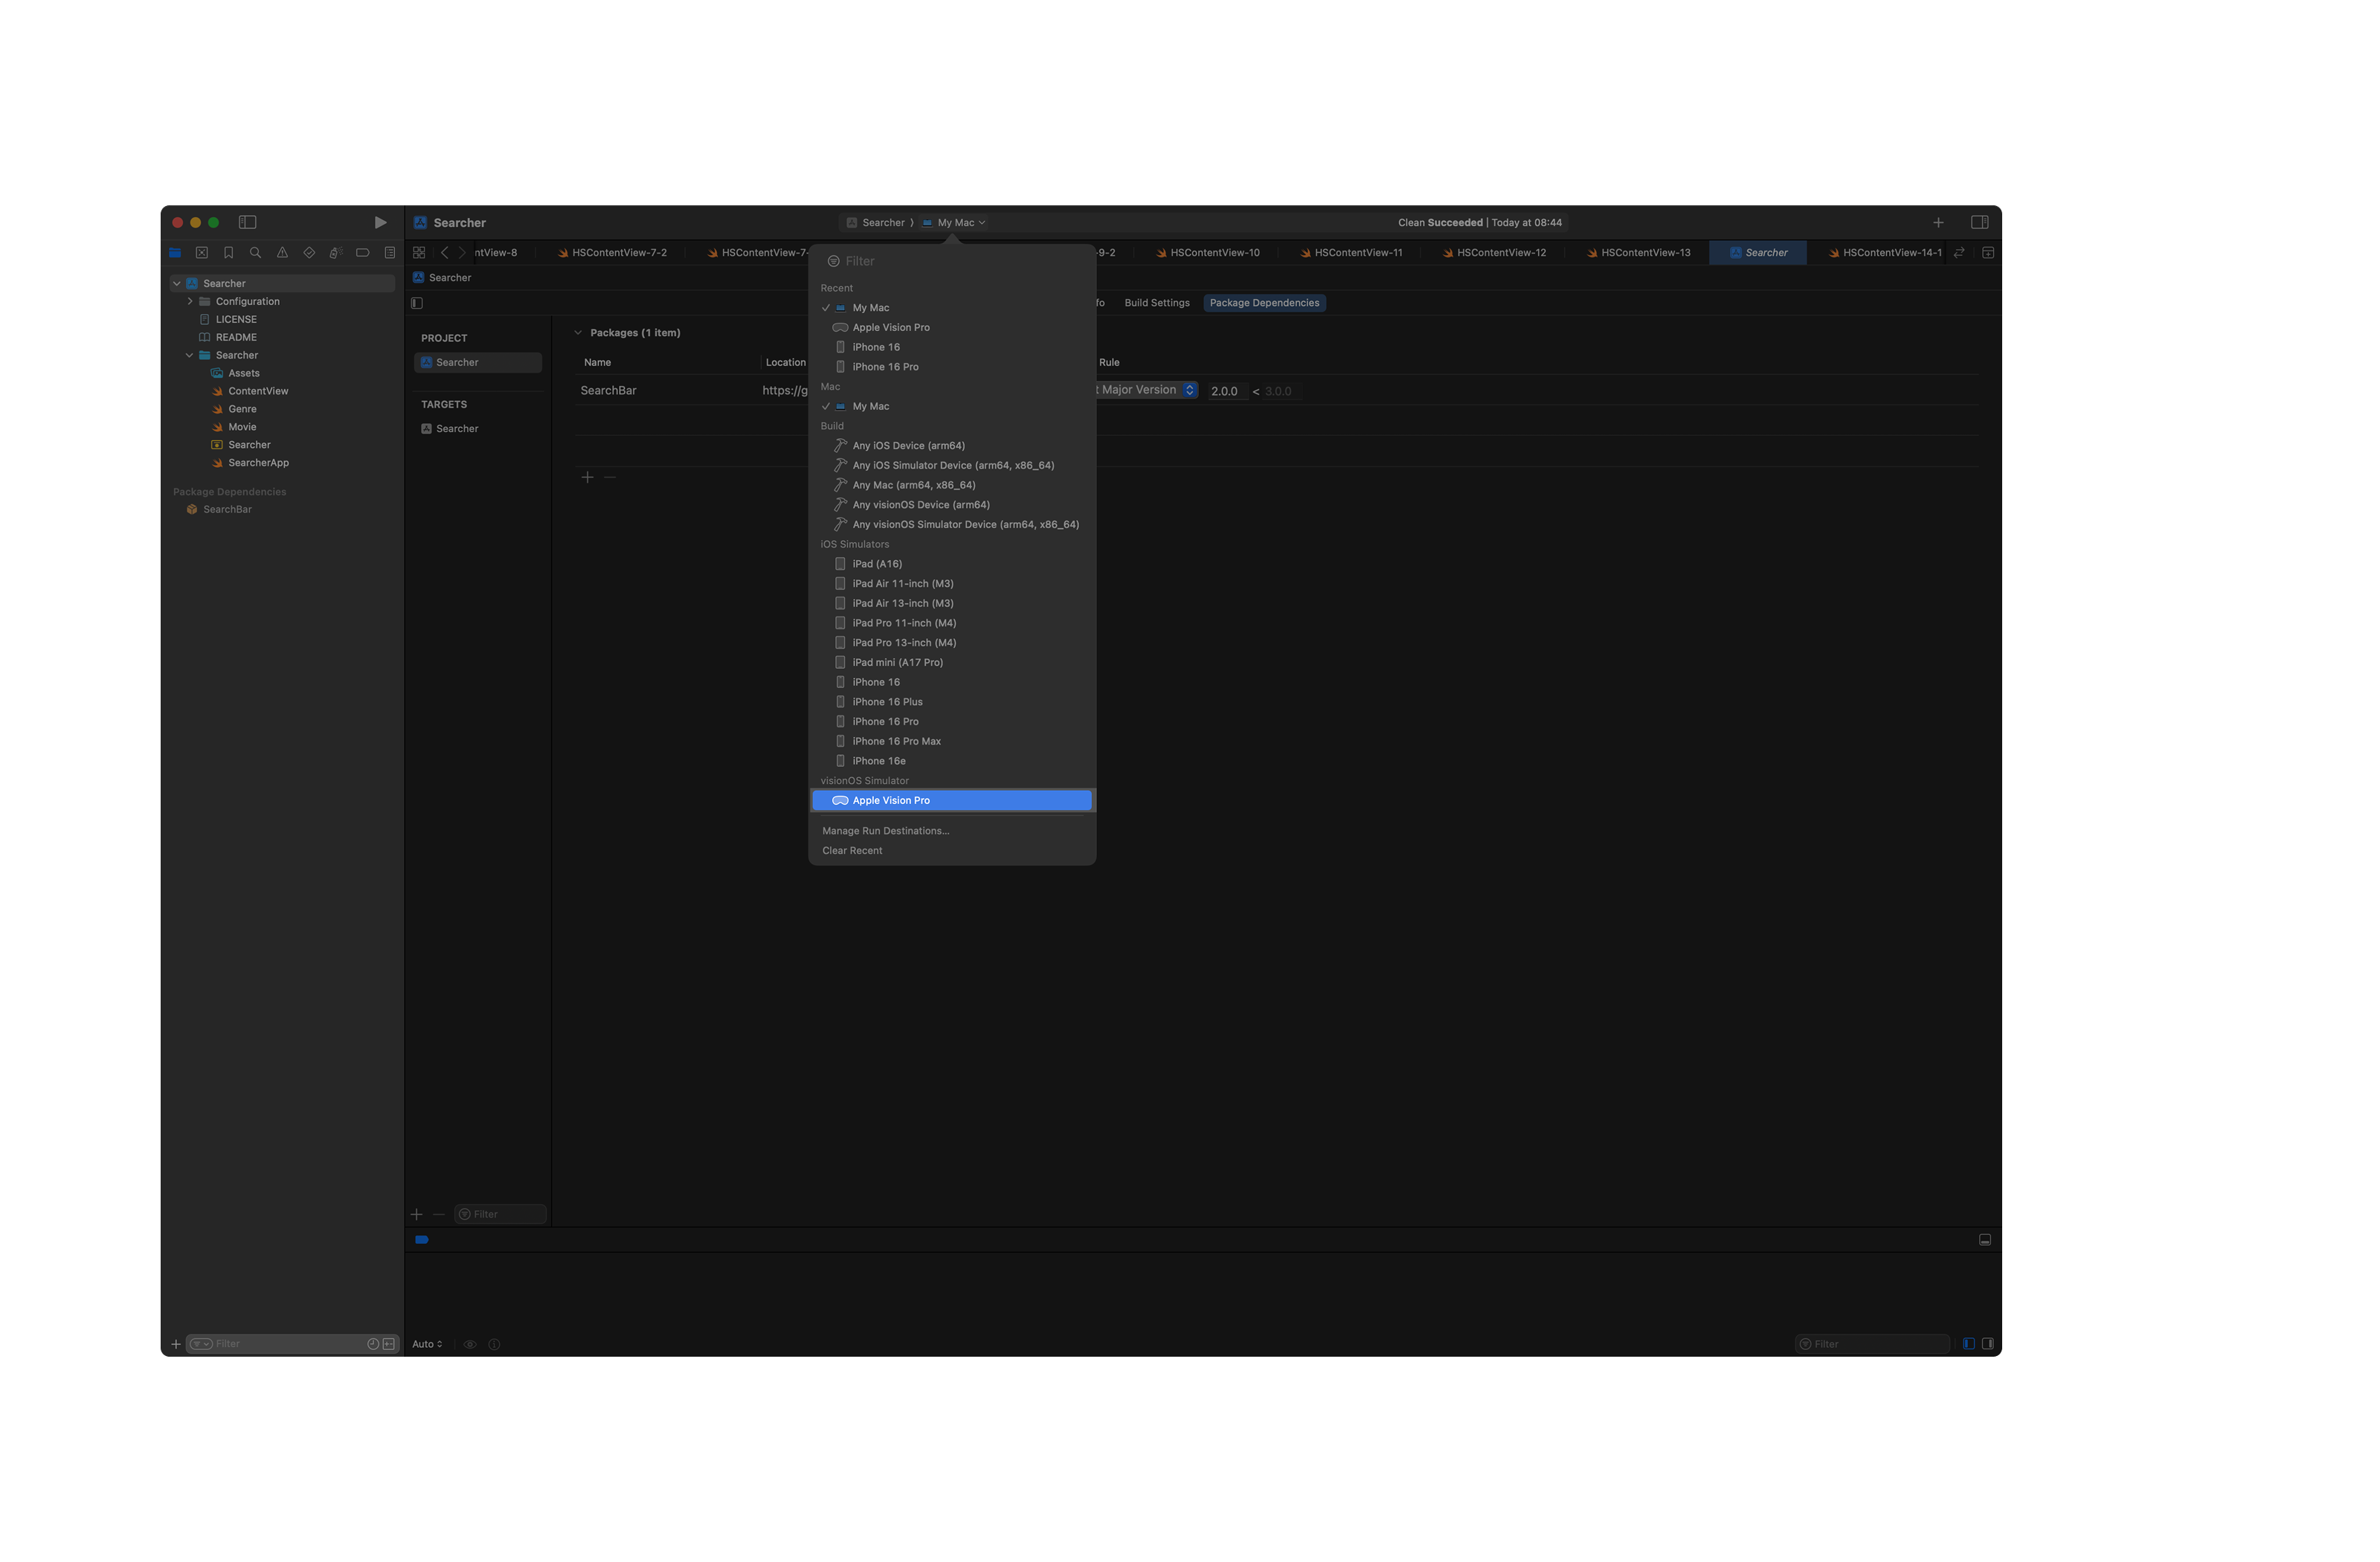 Searcher
Searcher
My Mac
Clean Succeeded | Today at 08:44
ntView-8
HSContentView-7-2
HSContentView-7-
-9-2
HSContentView-10
HSContentView-11
HSContentView-12
HSContentView-13
Searcher
HSContentView-14-1
Searcher
Configuration
LICENSE
README
Searcher
Assets
ContentView
Genre
Movie
Searcher
SearcherApp
Package Dependencies
SearchBar
Filter
Searcher
fo
Build Settings
Package Dependencies
PROJECT
Searcher
TARGETS
Searcher
Filter
Packages (1 item)
Name
Location
Rule
SearchBar
https://g
t Major Version
2.0.0 < 3.0.0
Filter
Recent
My Mac
Apple Vision Pro
iPhone 16
iPhone 16 Pro
Mac
My Mac
Build
Any iOS Device (arm64)
Any iOS Simulator Device (arm64, x86_64)
Any Mac (arm64, x86_64)
Any visionOS Device (arm64)
Any visionOS Simulator Device (arm64, x86_64)
iOS Simulators
iPad (A16)
iPad Air 11-inch (M3)
iPad Air 13-inch (M3)
iPad Pro 11-inch (M4)
iPad Pro 13-inch (M4)
iPad mini (A17 Pro)
iPhone 16
iPhone 16 Plus
iPhone 16 Pro
iPhone 16 Pro Max
iPhone 16e
visionOS Simulator
Apple Vision Pro
Manage Run Destinations...
Clear Recent
Auto
Filter